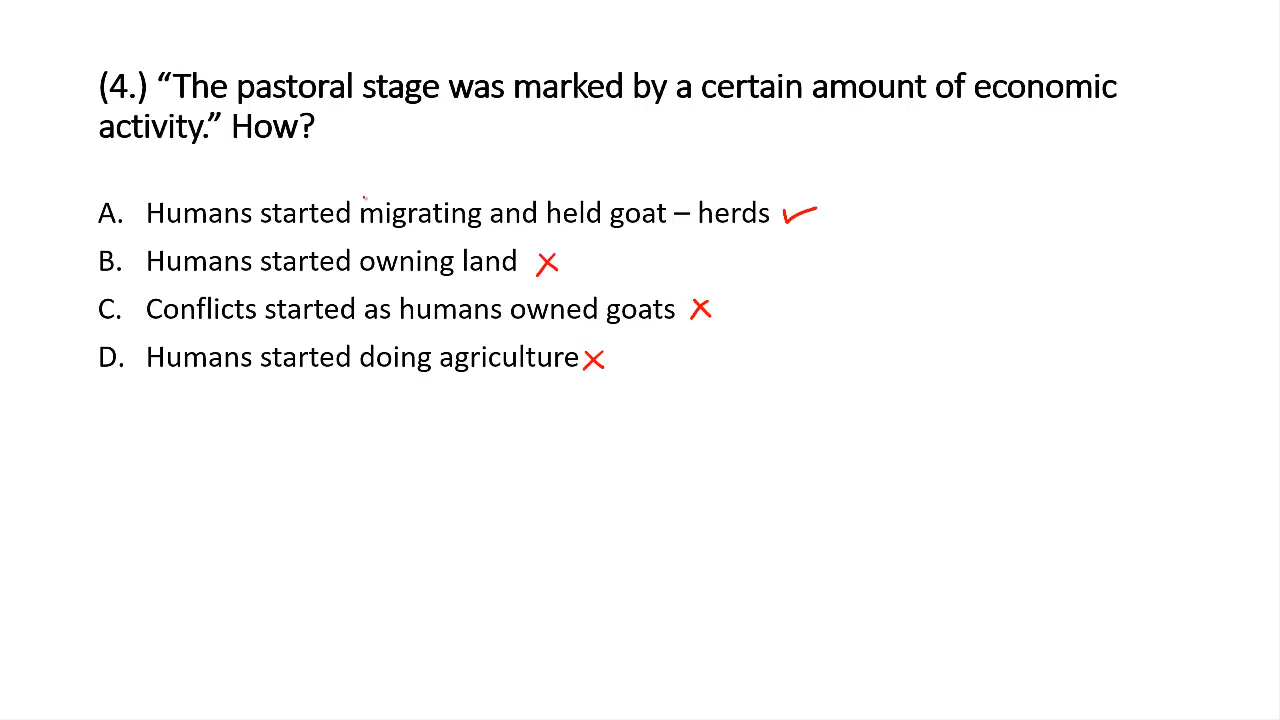 (4.) “The pastoral stage was marked by a certain amount of economic
activity.” How?
A. Humans started migrating and held goat – herds
B. Humans started owning land
C. Conflicts started as humans owned goats
D. Humans started doing agriculture